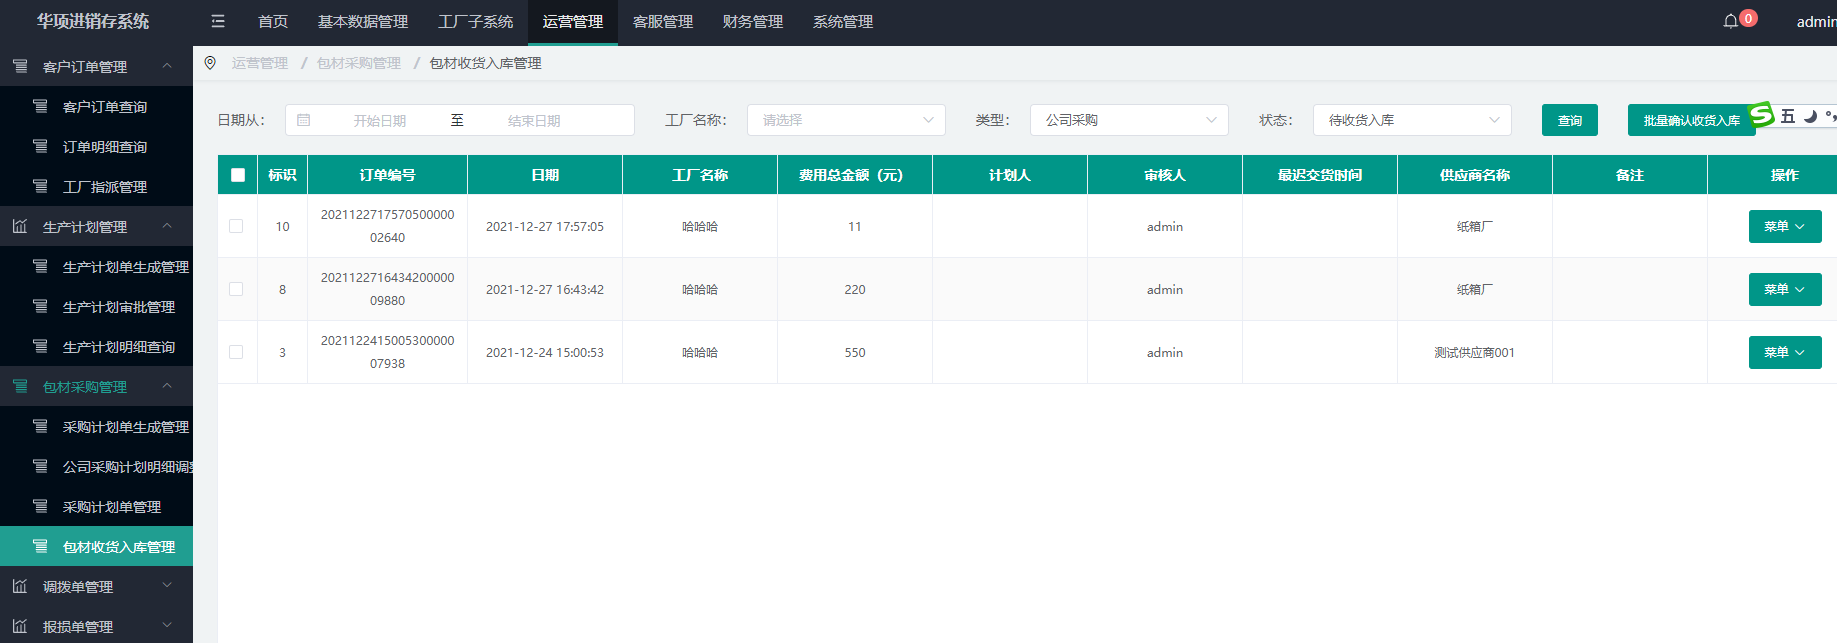 华项进销存系统
首页 基本数据管理 工厂子系统 运营管理 客服管理 财务管理 系统管理
0 admin
客户订单管理
客户订单查询
订单明细查询
工厂指派管理
生产计划管理
生产计划单生成管理
生产计划审批管理
生产计划明细查询
包材采购管理
采购计划单生成管理
公司采购计划明细调整
采购计划单管理
包材收货入库管理
调拨单管理
报损单管理
运营管理 / 包材采购管理 / 包材收货入库管理
日期从： 开始日期 至 结束日期 工厂名称： 请选择 类型： 公司采购 状态： 待收货入库 查询 批量确认收货入库
五
标识 订单编号 日期 工厂名称 费用总金额（元） 计划人 审核人 最迟交货时间 供应商名称 备注 操作
10 2021122717570500000 2021-12-27 17:57:05 哈哈哈 11 admin 纸箱厂 菜单
02640
8 2021122716434200000 2021-12-27 16:43:42 哈哈哈 220 admin 纸箱厂 菜单
09880
3 2021122415005300000 2021-12-24 15:00:53 哈哈哈 550 admin 测试供应商001 菜单
07938